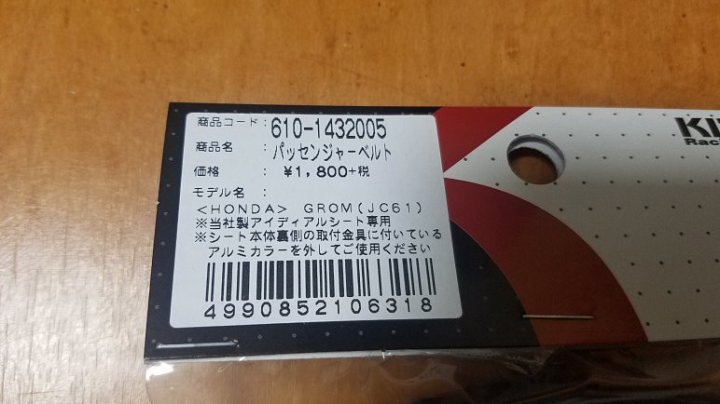 商品コード : 610-1432005
商品名 : パッセンジャーベルト
価格 : ¥1,800+税
モデル名 :
<HONDA> GROM(JC61)
※当社製アイディアルシート専用
※シート本体裏側の取付金具に付いている
アルミカラーを外してご使用ください
4990852106318